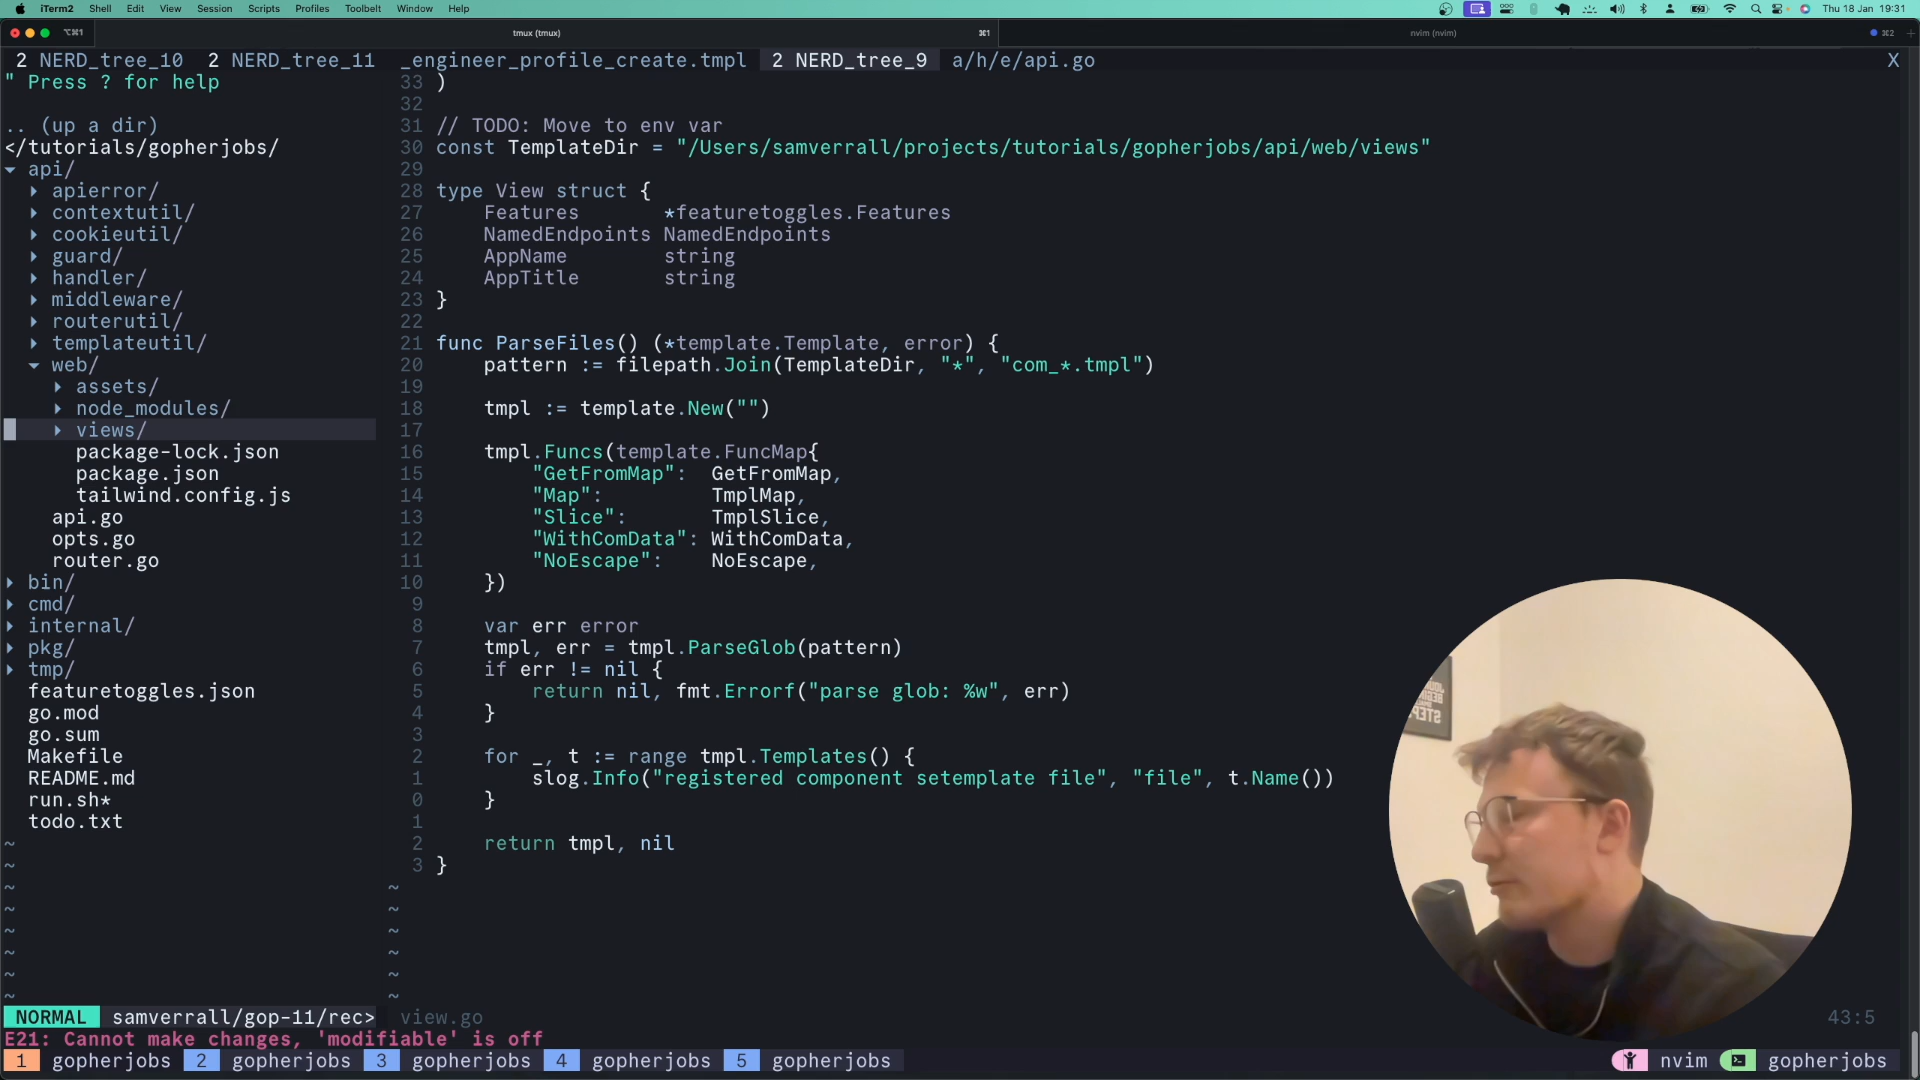 iTerm2 Shell Edit View Session Scripts Profiles Toolbelt Window Help Thu 18 Jan 19:31
⌥⌘1 tmux (tmux) ⌘1 nvim (nvim) ⌘2
2 NERD_tree_10 2 NERD_tree_11 _engineer_profile_create.tmpl 2 NERD_tree_9 a/h/e/api.go X
" Press ? for help
.. (up a dir)
</tutorials/gopherjobs/
▾ api/
▸ apierror/
▸ contextutil/
▸ cookieutil/
▸ guard/
▸ handler/
▸ middleware/
▸ routerutil/
▸ templateutil/
▾ web/
▸ assets/
▸ node_modules/
▸ views/
package-lock.json
package.json
tailwind.config.js
api.go
opts.go
router.go
▸ bin/
▸ cmd/
▸ internal/
▸ pkg/
▸ tmp/
featuretoggles.json
go.mod
go.sum
Makefile
README.md
run.sh*
todo.txt
~
~
~
~
~
~
~
~
33 )
32
31 // TODO: Move to env var
30 const TemplateDir = "/Users/samverrall/projects/tutorials/gopherjobs/api/web/views"
29
28 type View struct {
27 Features *featuretoggles.Features
26 NamedEndpoints NamedEndpoints
25 AppName string
24 AppTitle string
23 }
22
21 func ParseFiles() (*template.Template, error) {
20 pattern := filepath.Join(TemplateDir, "*", "com_*.tmpl")
19
18 tmpl := template.New("")
17
16 tmpl.Funcs(template.FuncMap{
15 "GetFromMap": GetFromMap,
14 "Map": TmplMap,
13 "Slice": TmplSlice,
12 "WithComData": WithComData,
11 "NoEscape": NoEscape,
10 })
9
8 var err error
7 tmpl, err = tmpl.ParseGlob(pattern)
6 if err != nil {
5 return nil, fmt.Errorf("parse glob: %w", err)
4 }
3
2 for _, t := range tmpl.Templates() {
1 slog.Info("registered component setemplate file", "file", t.Name())
0 }
1
2 return tmpl, nil
3 }
~
~
~
~
~
~
NORMAL samverrall/gop-11/rec> view.go 43:5
E21: Cannot make changes, 'modifiable' is off
1 gopherjobs 2 gopherjobs 3 gopherjobs 4 gopherjobs 5 gopherjobs nvim gopherjobs